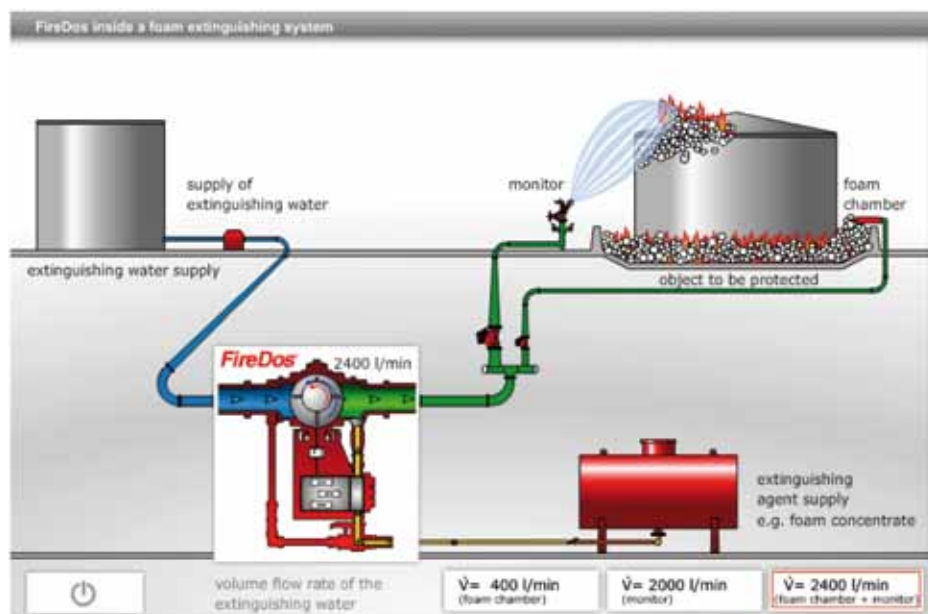 FireDos inside a foam extinguishing system
supply of
extinguishing water
monitor
foam
chamber
extinguishing water supply
object to be protected
FireDos 2400 l/min
extinguishing
agent supply
e.g. foam concentrate
volume flow rate of the
extinguishing water
V̇= 400 l/min
(foam chamber)
V̇= 2000 l/min
(monitor)
V̇= 2400 l/min
(foam chamber + monitor)